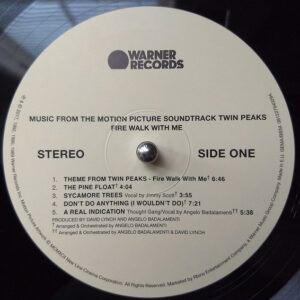 WARNER
RECORDS
MUSIC FROM THE MOTION PICTURE SOUNDTRACK TWIN PEAKS
FIRE WALK WITH ME
STEREO
SIDE ONE
1. THEME FROM TWIN PEAKS - Fire Walk With Me† 6:46
2. THE PINE FLOAT† 4:04
3. SYCAMORE TREES Vocal by Jimmy Scott† 3:55
4. DON'T DO ANYTHING (I WOULDN'T DO)† 7:21
5. A REAL INDICATION Thought Gang/Vocal by Angelo Badalamenti†† 5:38
PRODUCED BY DAVID LYNCH AND ANGELO BADALAMENTI
† Arranged & Orchestrated by ANGELO BADALAMENTI
†† Arranged & Orchestrated by ANGELO BADALAMENTI & DAVID LYNCH